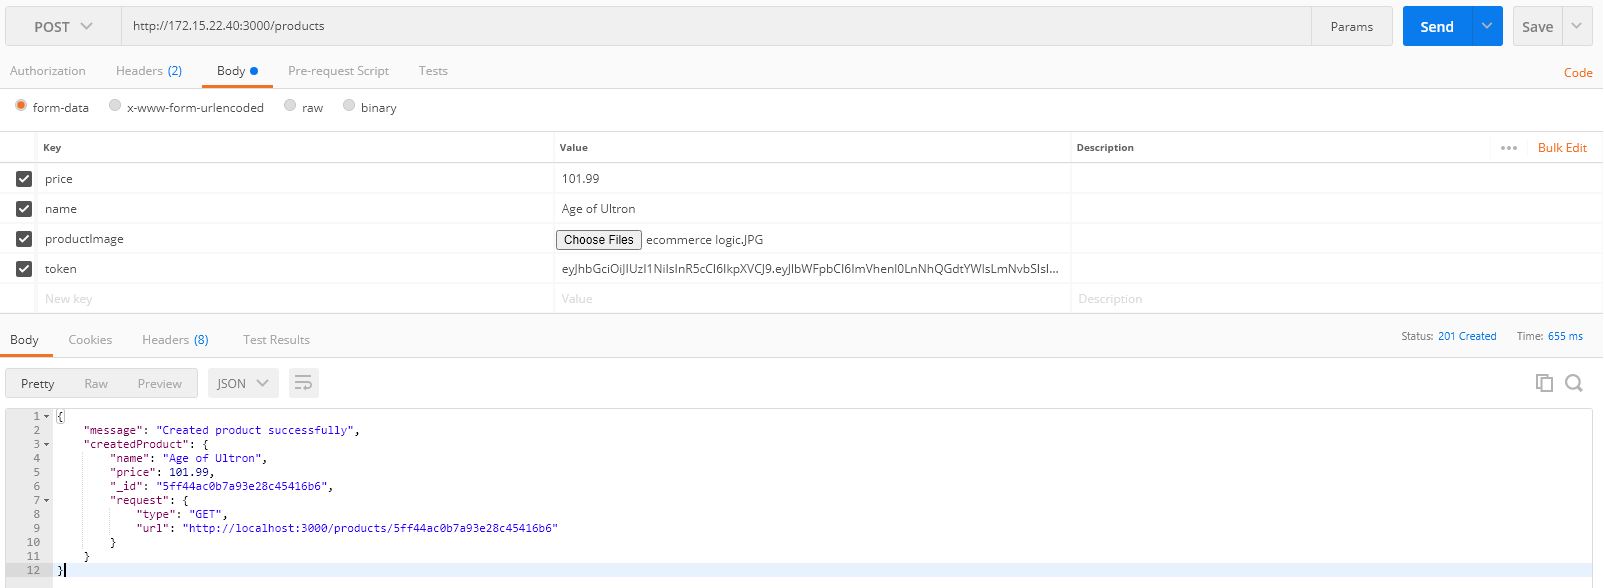 POST http://172.15.22.40:3000/products Params Send Save
Authorization Headers (2) Body Pre-request Script Tests Code
form-data x-www-form-urlencoded raw binary
Key Value Description ••• Bulk Edit
price 101.99
name Age of Ultron
productImage Choose Files ecommerce logic.JPG
token eyJhbGciOiJIUzI1NiIsInR5cCI6IkpXVCJ9.eyJlbWFpbCI6ImVhenl0LnNhQGdtYWlsLmNvbSIsI...
New key Value Description
Body Cookies Headers (8) Test Results Status: 201 Created Time: 655 ms
Pretty Raw Preview JSON
1 {
2 "message": "Created product successfully",
3 "createdProduct": {
4 "name": "Age of Ultron",
5 "price": 101.99,
6 "_id": "5ff44ac0b7a93e28c45416b6",
7 "request": {
8 "type": "GET",
9 "url": "http://localhost:3000/products/5ff44ac0b7a93e28c45416b6"
10 }
11 }
12 }